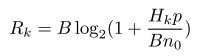 $R_k = B \log_2(1 + \frac{H_k p}{B n_0})$